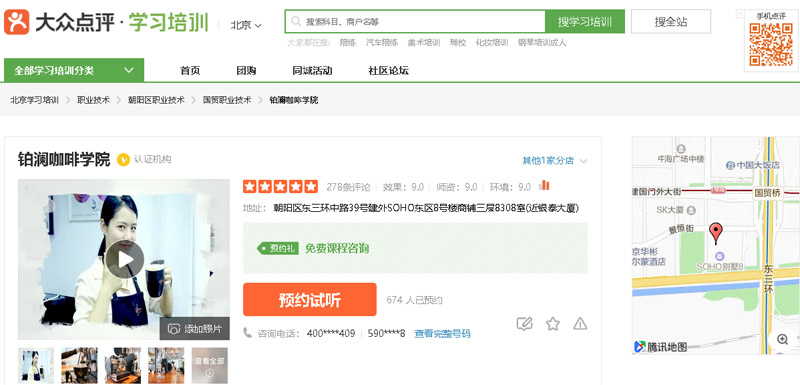 大众点评·学习培训
北京
搜索科目、商户名等
搜学习培训
搜全站
手机点评
大家都在搜: 陪练 汽车陪练 美术培训 驾校 化妆培训 钢琴培训成人
全部学习培训分类
首页 团购 同城活动 社区论坛
北京学习培训 > 职业技术 > 朝阳区职业技术 > 国贸职业技术 > 铂澜咖啡学院
铂澜咖啡学院 V 认证机构
其他1家分店
278条评论 效果: 9.0 师资: 9.0 环境: 9.0
地址: 朝阳区东三环中路39号建外SOHO东区8号楼商铺三层8308室(近银泰大厦)
预约礼 免费课程咨询
预约试听
674 人已预约
添加照片
咨询电话: 400****409 590****8 查看完整号码
查看全部
中海广场中楼
中国大饭店
建国门外大街
国贸桥
SK大厦
景恒街
京华彬
尔蒙酒店
SOHO别墅8
东三环
腾讯地图